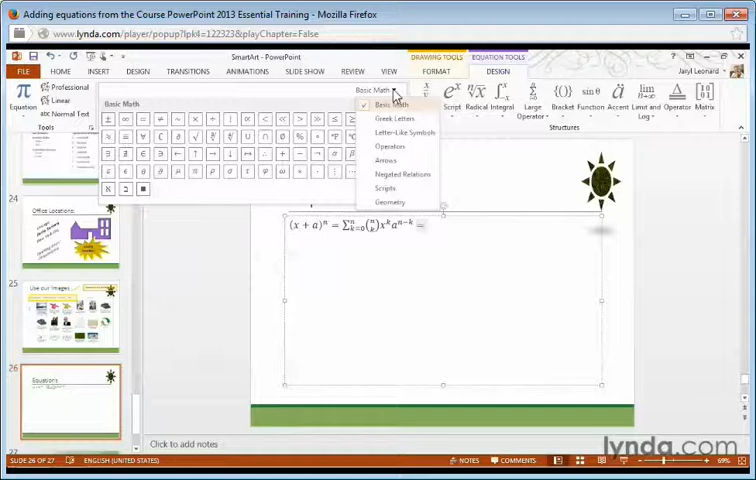 Adding equations from the Course PowerPoint 2013 Essential Training - Mozilla Firefox
www.lynda.com/player/popup?lpk4=122323&playChapter=False
SmartArt - PowerPoint
DRAWING TOOLS EQUATION TOOLS
FILE HOME INSERT DESIGN TRANSITIONS ANIMATIONS SLIDE SHOW REVIEW VIEW FORMAT DESIGN Jaryl Leonard
Professional
Linear
Normal Text
Equation
Tools
Basic Math
Basic Math
Basic Math
Greek Letters
Letter-Like Symbols
Operators
Arrows
Negated Relations
Scripts
Geometry
Script Radical Integral Large Operator Bracket Function Accent Limit and Log Operator Matrix
Structures
Office Locations
25
Use our Images...
26
Equations
27
(x + a)^n = ∑_{k=0}^n (n k) x^k a^{n−k} =
Click to add notes
lynda.com
SLIDE 26 OF 27 ENGLISH (UNITED STATES) NOTES COMMENTS 69%